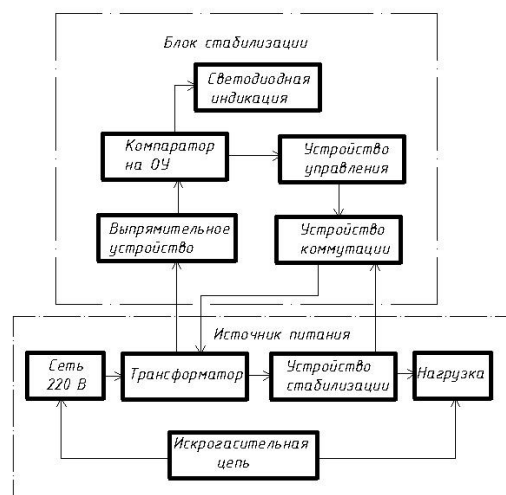 Блок стабилизации
Светодиодная
индикация
Компаратор
на ОУ
Устройство
управления
Выпрямительное
устройство
Устройство
коммутации
Источник питания
Сеть
220 В
Трансформатор
Устройство
стабилизации
Нагрузка
Искрогасительная
цепь